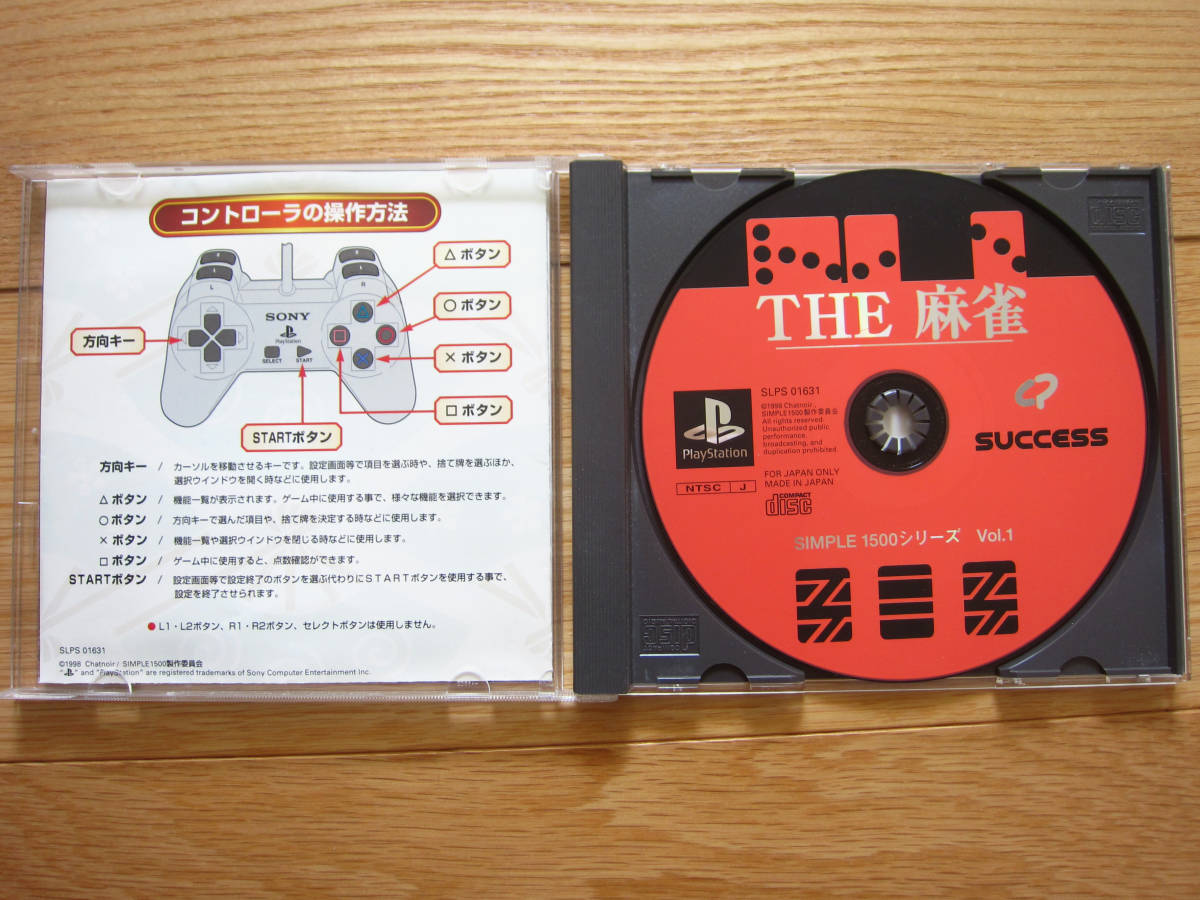 コントローラの操作方法
△ ボタン
○ ボタン
× ボタン
□ ボタン
方向キー
STARTボタン
L
R
SONY
PlayStation
SELECT
START
方向キー / カーソルを移動させるキーです。設定画面等で項目を選ぶ時や、捨て牌を選ぶほか、
選択ウインドウを開く時などに使用します。
△ ボタン / 機能一覧が表示されます。ゲーム中に使用する事で、様々な機能を選択できます。
○ ボタン / 方向キーで選んだ項目や、捨て牌を決定する時などに使用します。
× ボタン / 機能一覧や選択ウインドウを閉じる時などに使用します。
□ ボタン / ゲーム中に使用すると、点数確認ができます。
STARTボタン / 設定画面等で設定終了のボタンを選ぶ代わりにSTARTボタンを使用する事で、
設定を終了させられます。
●L1・L2ボタン、R1・R2ボタン、セレクトボタンは使用しません。
SLPS 01631
©1998 Chatnoir / SIMPLE1500製作委員会
" " and "PlayStation" are registered trademarks of Sony Computer Entertainment Inc.
THE 麻雀
SLPS 01631
©1998 Chatnoir,
SIMPLE1500製作委員会
All rights reserved.
Unauthorized public
performance,
broadcasting, and
duplication prohibited.
PlayStation
NTSC J
FOR JAPAN ONLY
MADE IN JAPAN
COMPACT
disc
SUCCESS
SIMPLE 1500シリーズ Vol.1